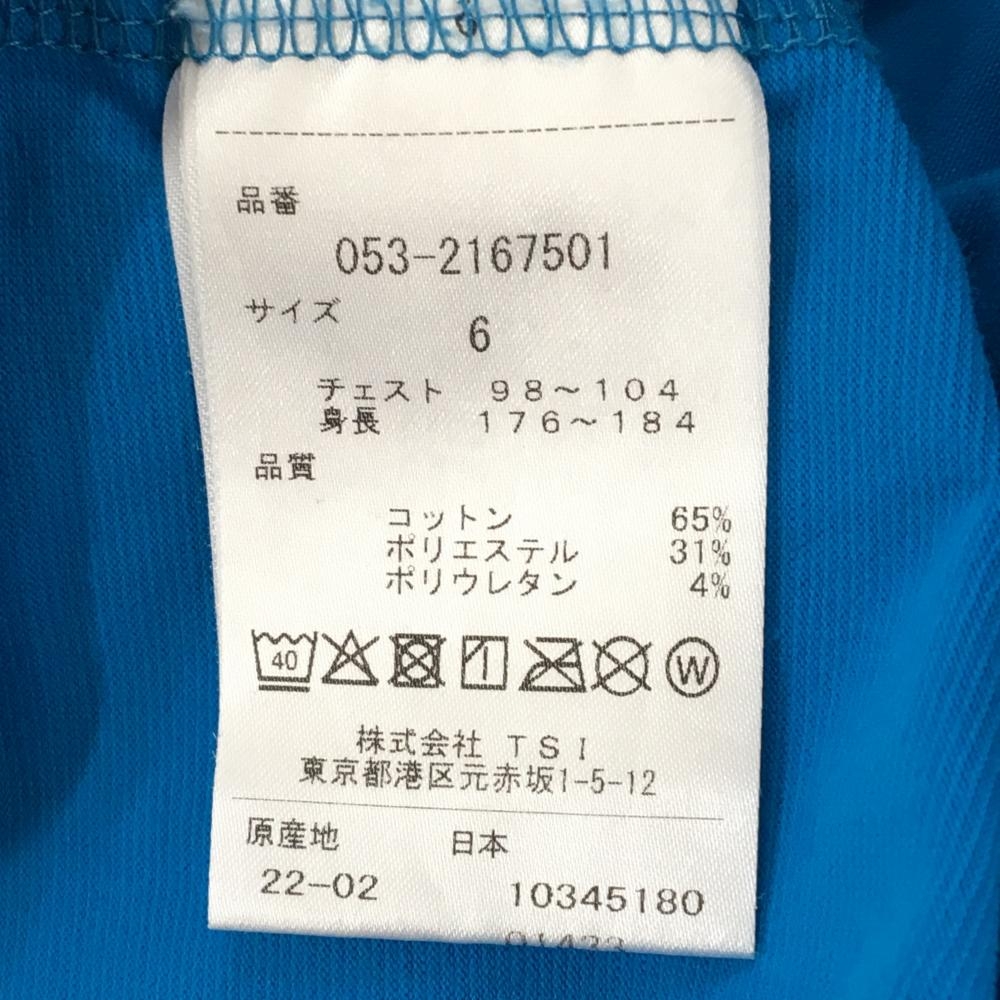 品番
053-2167501
サイズ
6
チェスト 98～104
身長 176～184
品質
コットン 65%
ポリエステル 31%
ポリウレタン 4%
40
W
株式会社 TSI
東京都港区元赤坂1-5-12
原産地 日本
22-02 10345180